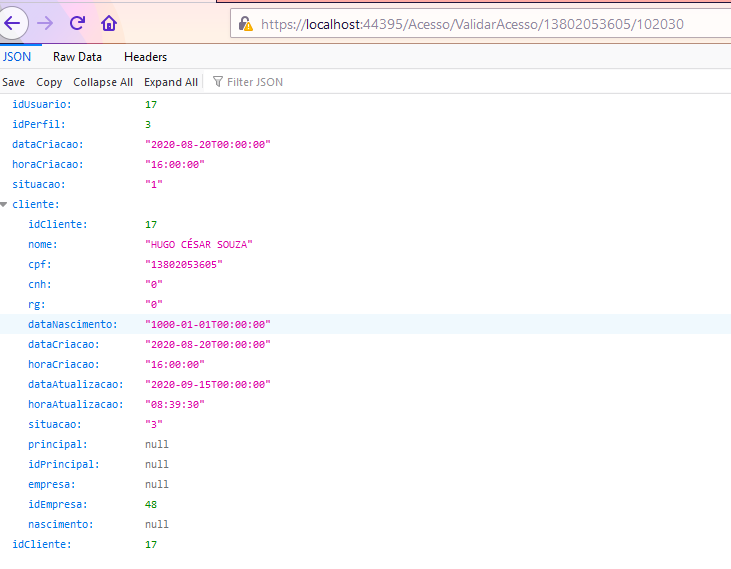 https://localhost:44395/Acesso/ValidarAcesso/13802053605/102030
JSON Raw Data Headers
Save Copy Collapse All Expand All Filter JSON
idUsuario: 17
idPerfil: 3
dataCriacao: "2020-08-20T00:00:00"
horaCriacao: "16:00:00"
situacao: "1"
cliente:
idCliente: 17
nome: "HUGO CÉSAR SOUZA"
cpf: "13802053605"
cnh: "0"
rg: "0"
dataNascimento: "1000-01-01T00:00:00"
dataCriacao: "2020-08-20T00:00:00"
horaCriacao: "16:00:00"
dataAtualizacao: "2020-09-15T00:00:00"
horaAtualizacao: "08:39:30"
situacao: "3"
principal: null
idPrincipal: null
empresa: null
idEmpresa: 48
nascimento: null
idCliente: 17